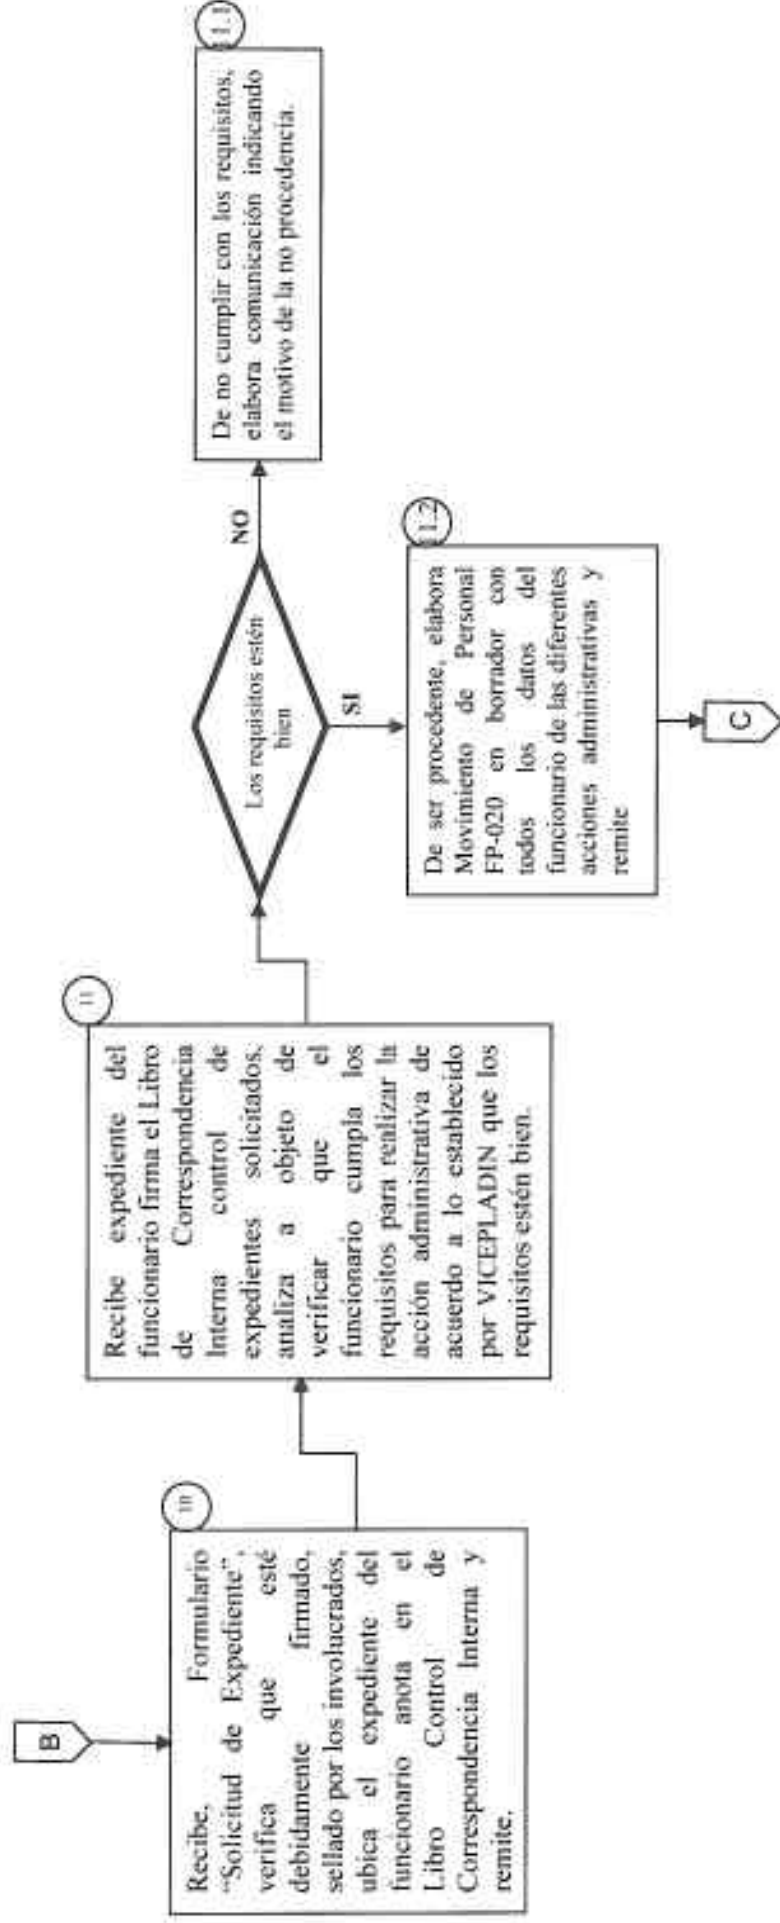 B
10
Recibe, Formulario
“Solicitud de Expediente”,
verifica que esté
debidamente firmado,
sellado por los involucrados,
ubica el expediente del
funcionario anota en el
Libro Control de
Correspondencia Interna y
remite.
11
Recibe expediente del
funcionario firma el Libro
de Correspondencia
Interna control de
expedientes solicitados,
analiza a objeto de
verificar que el
funcionario cumpla los
requisitos para realizar la
acción administrativa de
acuerdo a lo establecido
por VICEPLADIN que los
requisitos estén bien.
Los requisitos estén
bien
NO
11.1
De no cumplir con los requisitos,
elabora comunicación indicando
el motivo de la no procedencia.
SI
11.2
De ser procedente, elabora
Movimiento de Personal
FP-020 en borrador con
todos los datos del
funcionario de las diferentes
acciones administrativas y
remite
C